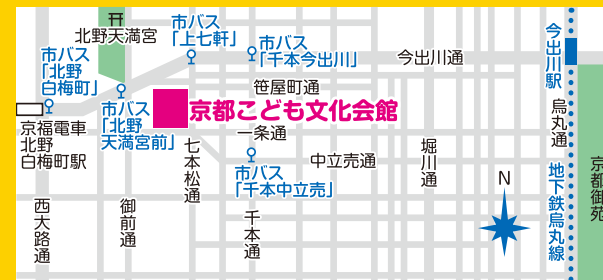 北野天満宮
市バス
「上七軒」
市バス
「千本今出川」
今出川通
今出川駅
市バス
「北野
白梅町」
笹屋町通
京都こども文化会館
烏丸通
市バス
「北野
天満宮前」
京福電車
北野
白梅町駅
一条通
七本松通
市バス
「千本中立売」
中立売通
堀川通
京都御苑
地下鉄烏丸線
N
西大路通
御前通
千本通